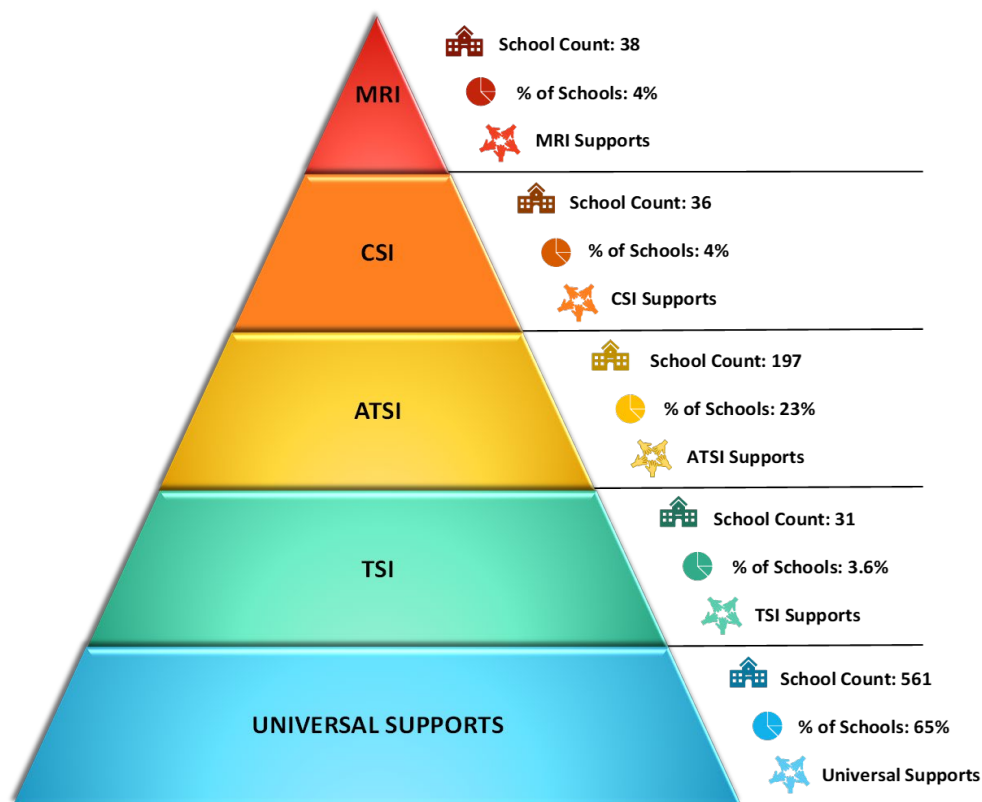 MRI
School Count: 38
% of Schools: 4%
MRI Supports
CSI
School Count: 36
% of Schools: 4%
CSI Supports
ATSI
School Count: 197
% of Schools: 23%
ATSI Supports
TSI
School Count: 31
% of Schools: 3.6%
TSI Supports
UNIVERSAL SUPPORTS
School Count: 561
% of Schools: 65%
Universal Supports